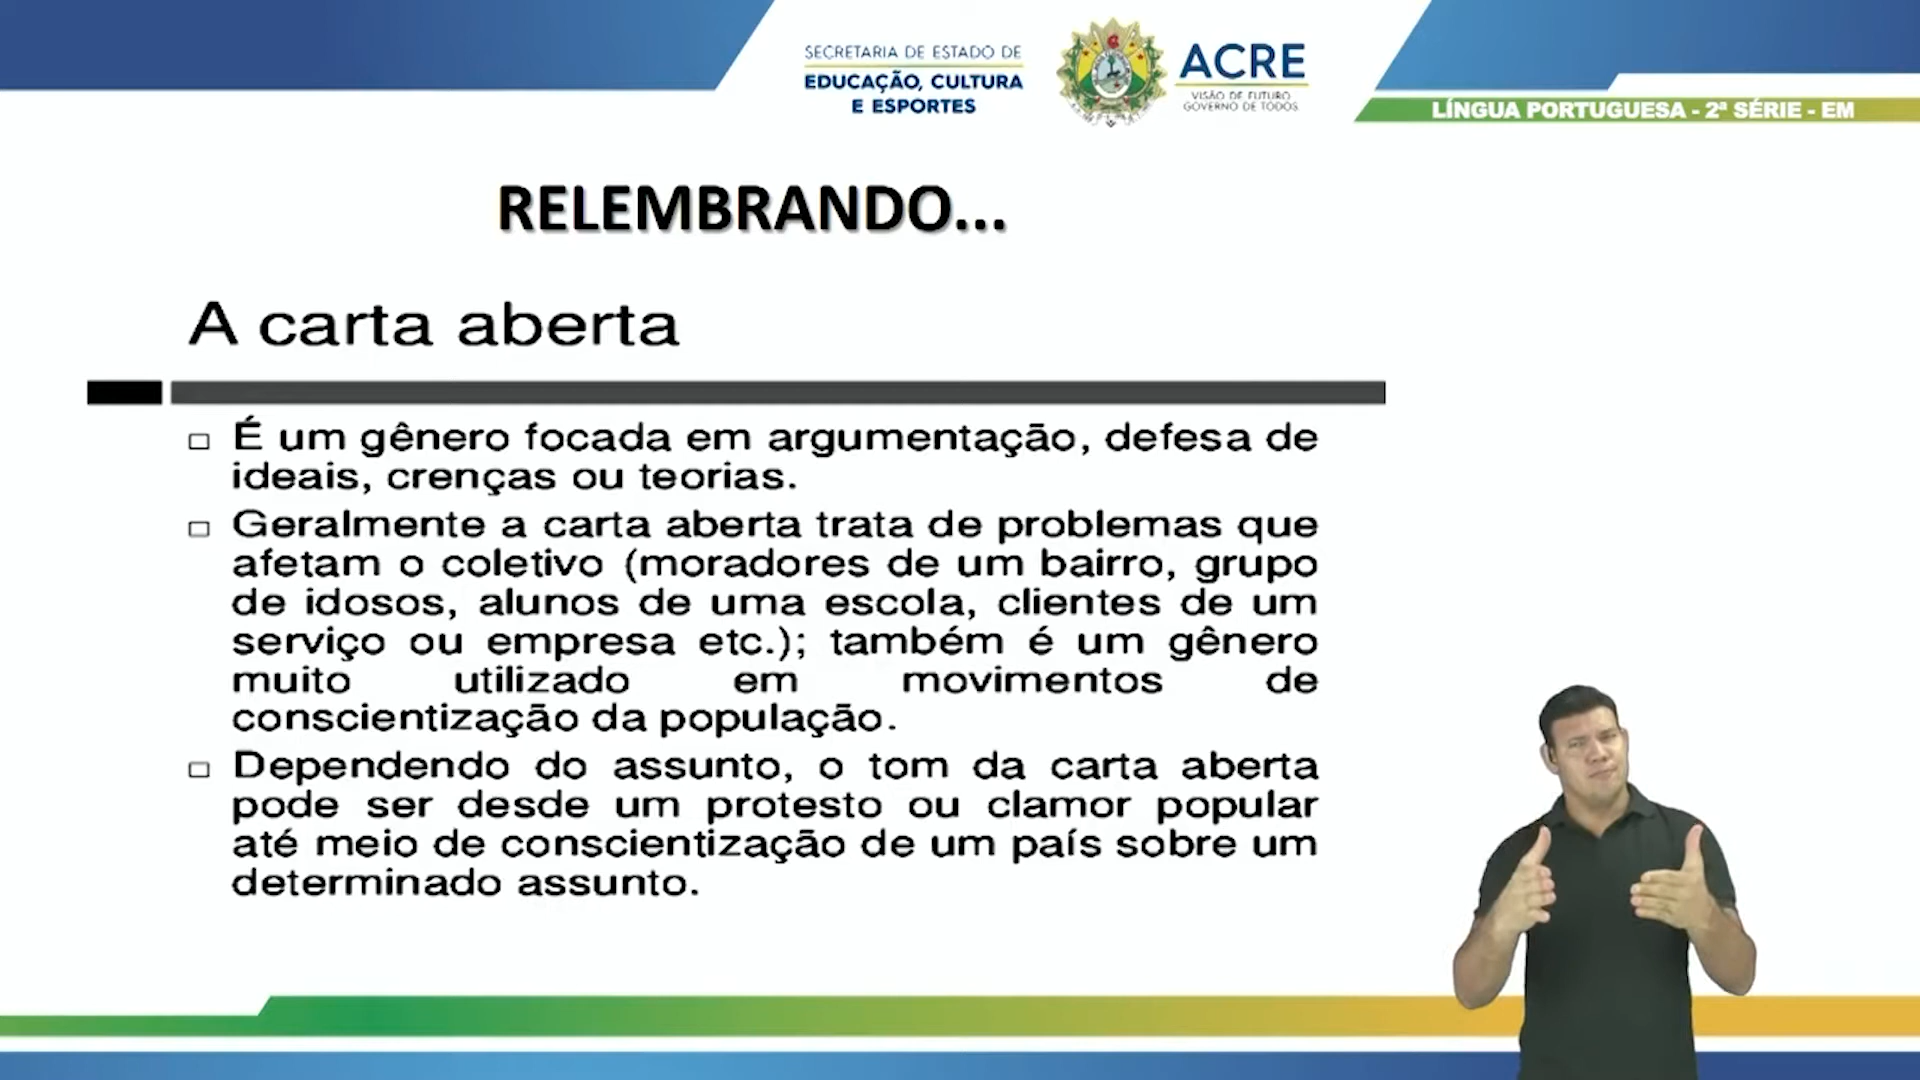 SECRETARIA DE ESTADO DE
EDUCAÇÃO, CULTURA
E ESPORTES
ACRE
VISÃO DE FUTURO
GOVERNO DE TODOS
LÍNGUA PORTUGUESA - 2ª SÉRIE - EM
RELEMBRANDO...
A carta aberta
□ É um gênero focada em argumentação, defesa de
ideais, crenças ou teorias.
□ Geralmente a carta aberta trata de problemas que
afetam o coletivo (moradores de um bairro, grupo
de idosos, alunos de uma escola, clientes de um
serviço ou empresa etc.); também é um gênero
muito utilizado em movimentos de
conscientização da população.
□ Dependendo do assunto, o tom da carta aberta
pode ser desde um protesto ou clamor popular
até meio de conscientização de um país sobre um
determinado assunto.